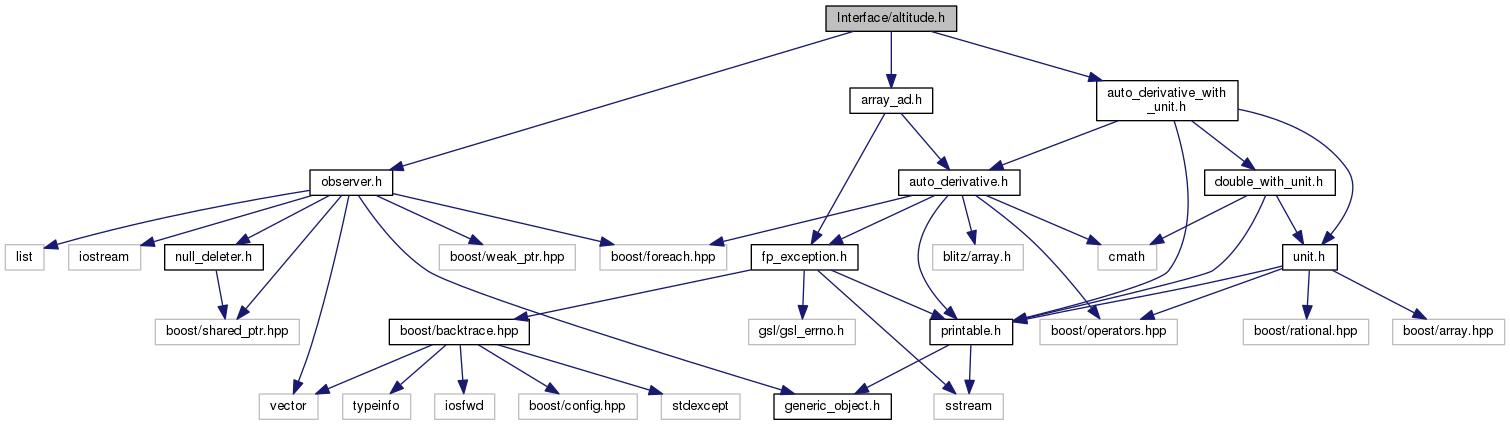 Interface/altitude.h
array_ad.h
auto_derivative_with
_unit.h
observer.h
auto_derivative.h
double_with_unit.h
list
iostream
null_deleter.h
boost/weak_ptr.hpp
boost/foreach.hpp
fp_exception.h
blitz/array.h
cmath
unit.h
boost/shared_ptr.hpp
boost/backtrace.hpp
gsl/gsl_errno.h
printable.h
boost/operators.hpp
boost/rational.hpp
boost/array.hpp
vector
typeinfo
iosfwd
boost/config.hpp
stdexcept
generic_object.h
sstream